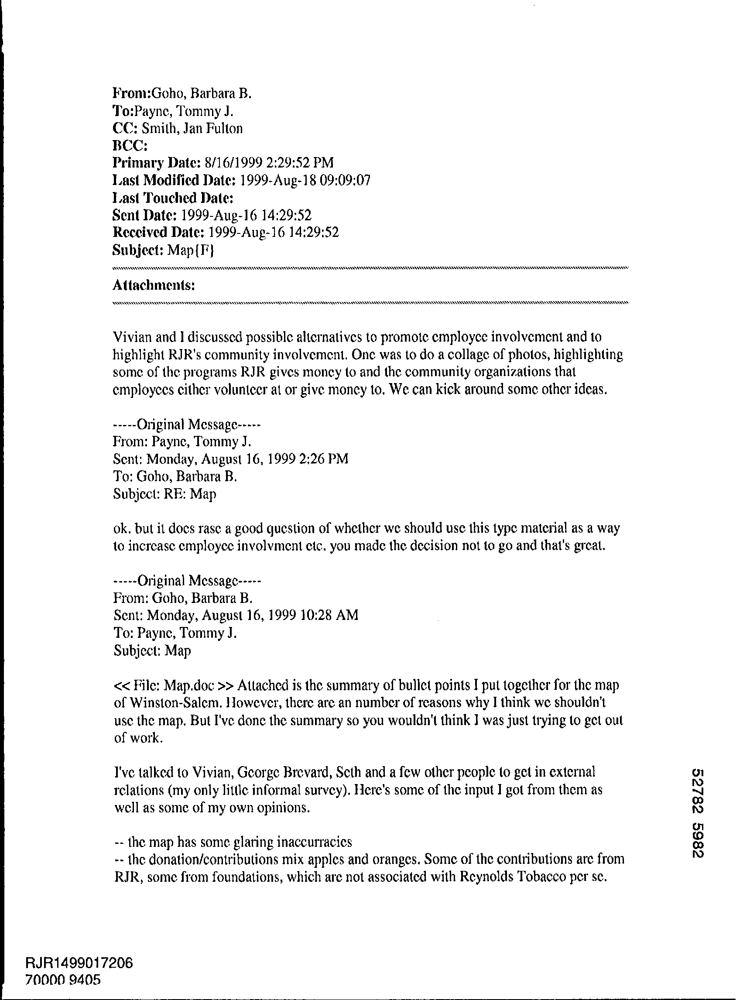 From:Goho, Barbara B.
To:Payne, Tommy J.
CC: Smith, Jan Fulton
BCC:
Primary Date: 8/16/1999 2:29:52 PM
Last Modified Date: 1999-Aug-18 09:09:07
Last Touched Date:
Sent Date: 1999-Aug-16 14:29:52
Received Date: 1999-Aug-16 14:29:52
Subject: Map{F}
Attachments:
Vivian and I discussed possible alternatives to promote employee involvement and to
highlight RJR's community involvement. One was to do a collage of photos, highlighting
some of the programs RJR gives money to and the community organizations that
employees either volunteer at or give money to. We can kick around some other ideas.
-----Original Message-----
From: Payne, Tommy J.
Sent: Monday, August 16, 1999 2:26 PM
To: Goho, Barbara B.
Subject: RE: Map
ok. but it does rase a good question of whether we should use this type material as a way
to increase employee involvment etc. you made the decision not to go and that's great.
-----Original Message-----
From: Goho, Barbara B.
Sent: Monday, August 16, 1999 10:28 AM
To: Payne, Tommy J.
Subject: Map
<< File: Map.doc >> Attached is the summary of bullet points I put together for the map
of Winston-Salem. However, there are an number of reasons why I think we shouldn't
use the map. But I've done the summary so you wouldn't think I was just trying to get out
of work.
I've talked to Vivian, George Brevard, Seth and a few other people to get in external
relations (my only little informal survey). Here's some of the input I got from them as
well as some of my own opinions.
-- the map has some glaring inaccurracies
-- the donation/contributions mix apples and oranges. Some of the contributions are from
RJR, some from foundations, which are not associated with Reynolds Tobacco per se.
52782 5982
RJR1499017206
70000 9405